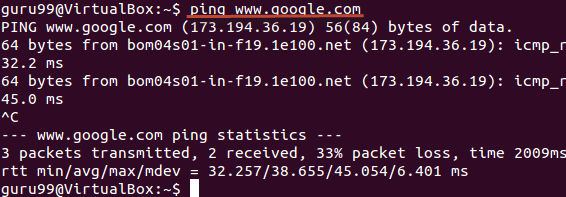 guru99@VirtualBox:~$ ping www.google.com
PING www.google.com (173.194.36.19) 56(84) bytes of data.
64 bytes from bom04s01-in-f19.1e100.net (173.194.36.19): icmp_r
32.2 ms
64 bytes from bom04s01-in-f19.1e100.net (173.194.36.19): icmp_r
45.0 ms
^C
--- www.google.com ping statistics ---
3 packets transmitted, 2 received, 33% packet loss, time 2009ms
rtt min/avg/max/mdev = 32.257/38.655/45.054/6.401 ms
guru99@VirtualBox:~$